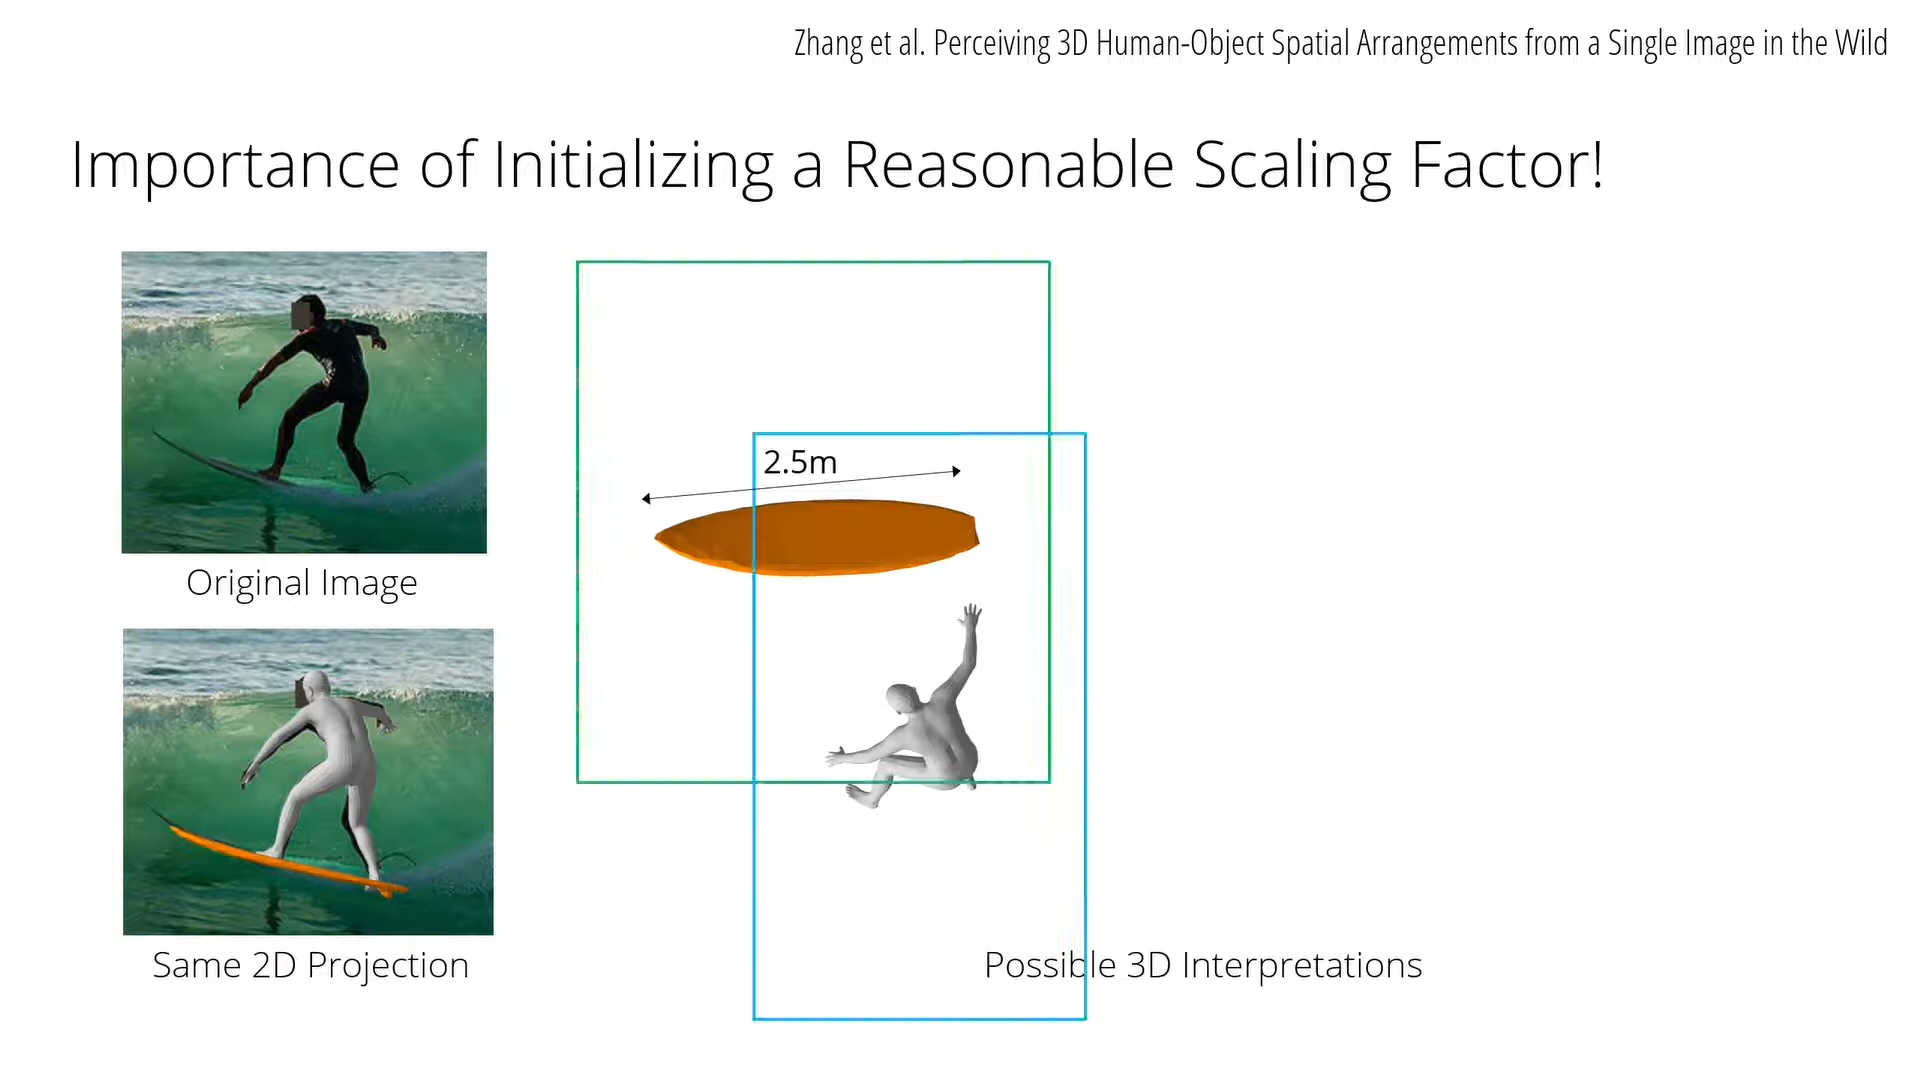 Zhang et al. Perceiving 3D Human-Object Spatial Arrangements from a Single Image in the Wild
Importance of Initializing a Reasonable Scaling Factor!
2.5m
Original Image
Same 2D Projection
Possible 3D Interpretations